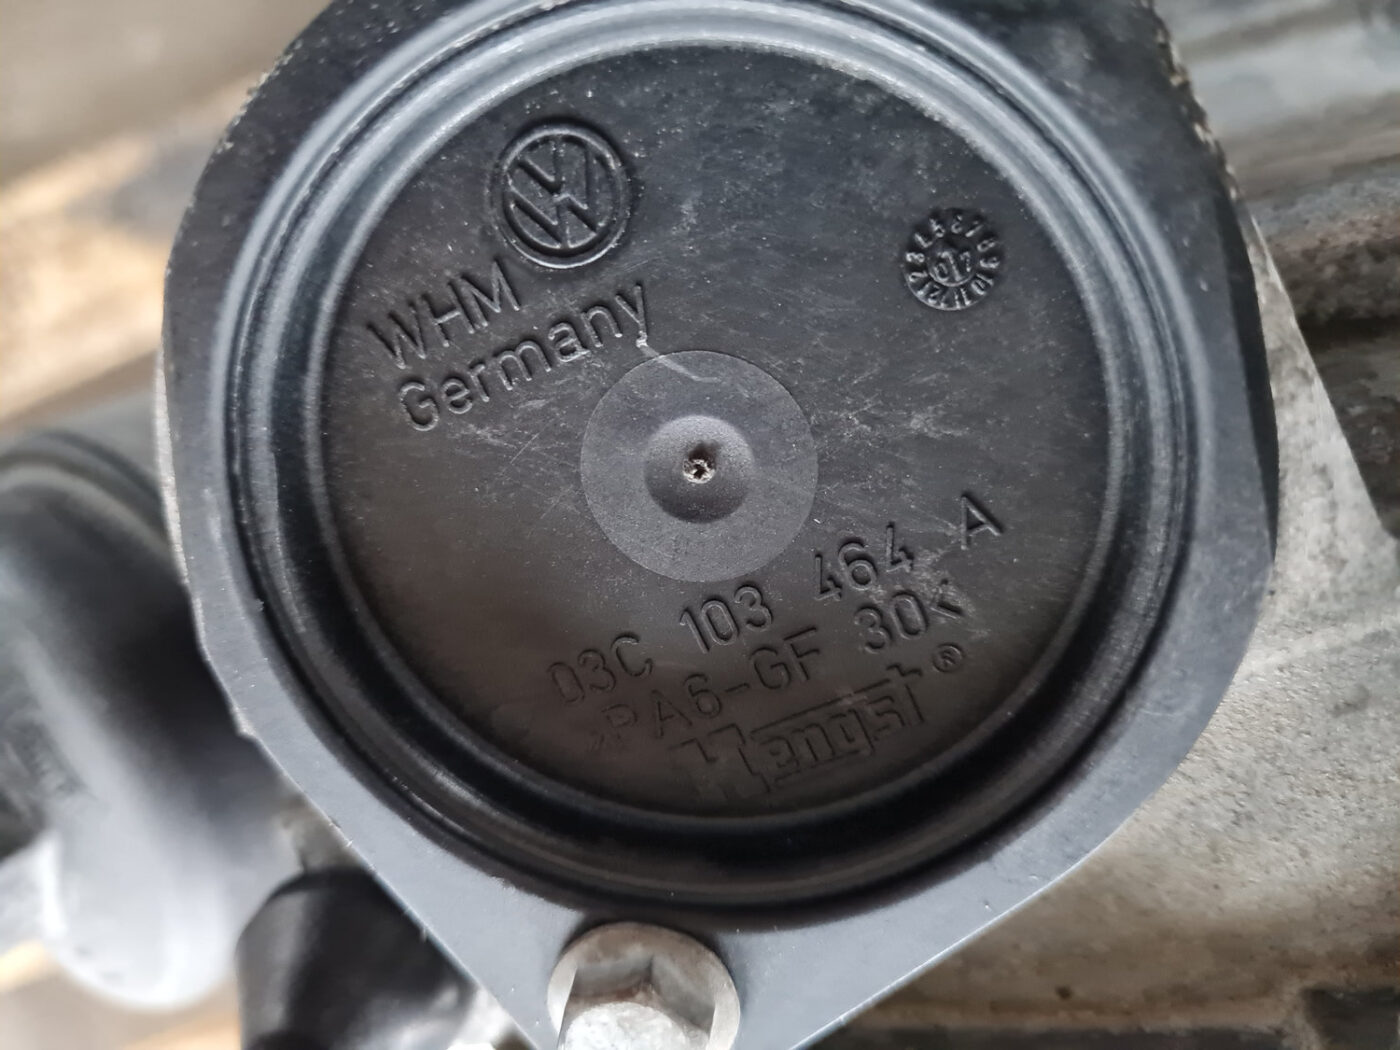 WHM
Germany
03C 103 464 A
>PA6-GF 30<
Hengst®